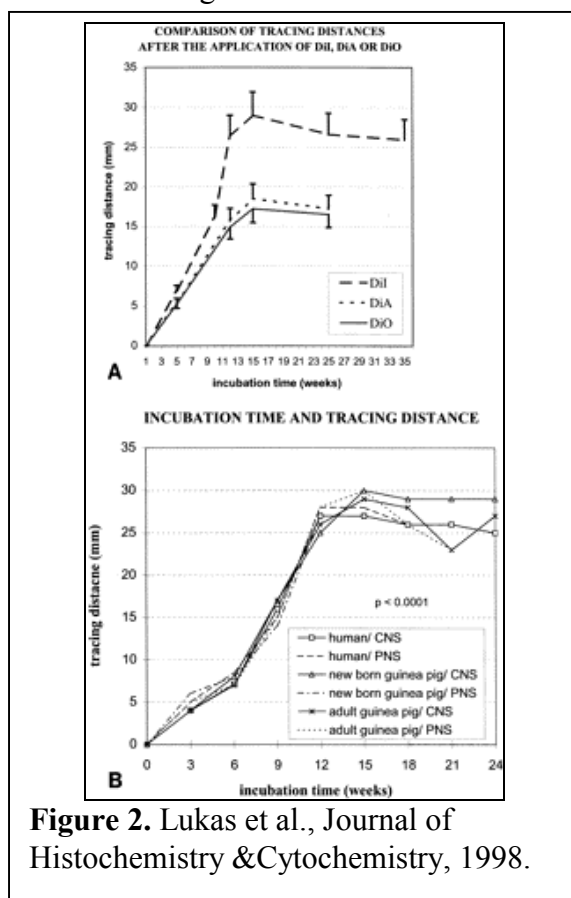 COMPARISON OF TRACING DISTANCES
AFTER THE APPLICATION OF DiI, DiA OR DiO
35
30
25
20
15
10
5
0
tracing distance (mm)
DiI
DiA
DiO
1 3 5 7 9 11 13 15 17 19 21 23 25 27 29 31 33 35
A
incubation time (weeks)
INCUBATION TIME AND TRACING DISTANCE
35
30
25
20
15
10
5
0
tracing distacne (mm)
p < 0.0001
human/ CNS
human/ PNS
new born guinea pig/ CNS
new born guinea pig/ PNS
adult guinea pig/ CNS
adult guinea pig/ PNS
0 3 6 9 12 15 18 21 24
B
incubation time (weeks)
Figure 2. Lukas et al., Journal of
Histochemistry &Cytochemistry, 1998.